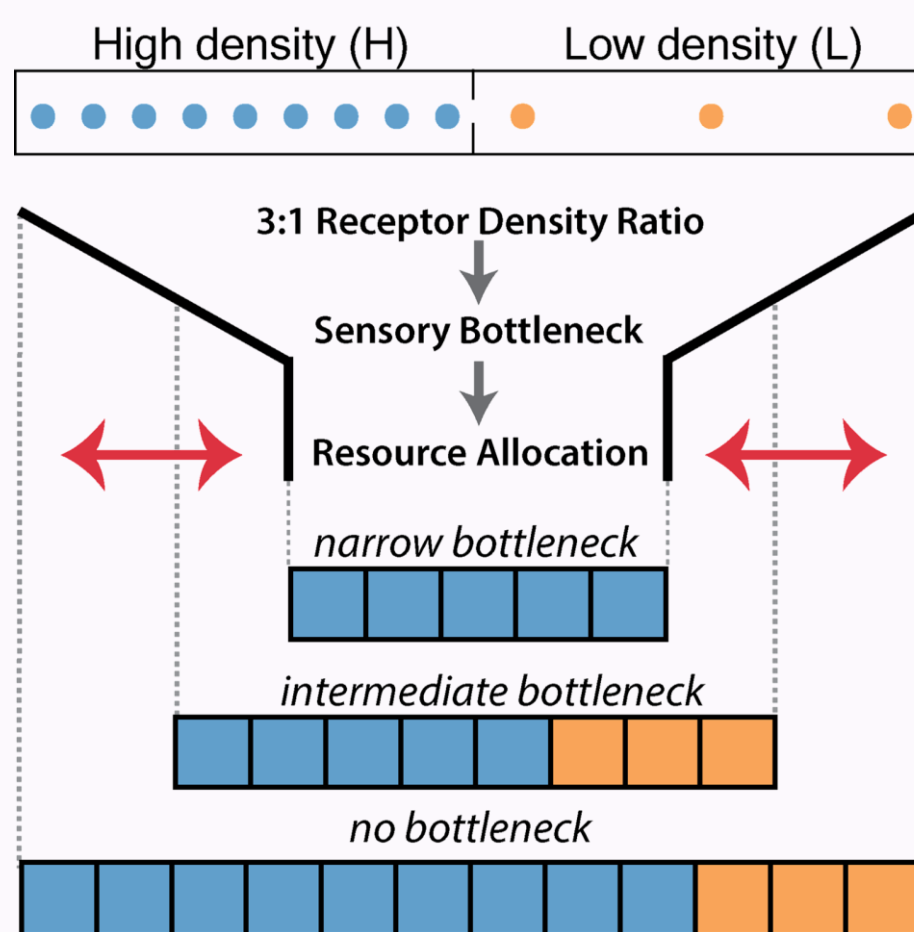 High density (H) Low density (L)
3:1 Receptor Density Ratio
Sensory Bottleneck
Resource Allocation
narrow bottleneck
intermediate bottleneck
no bottleneck